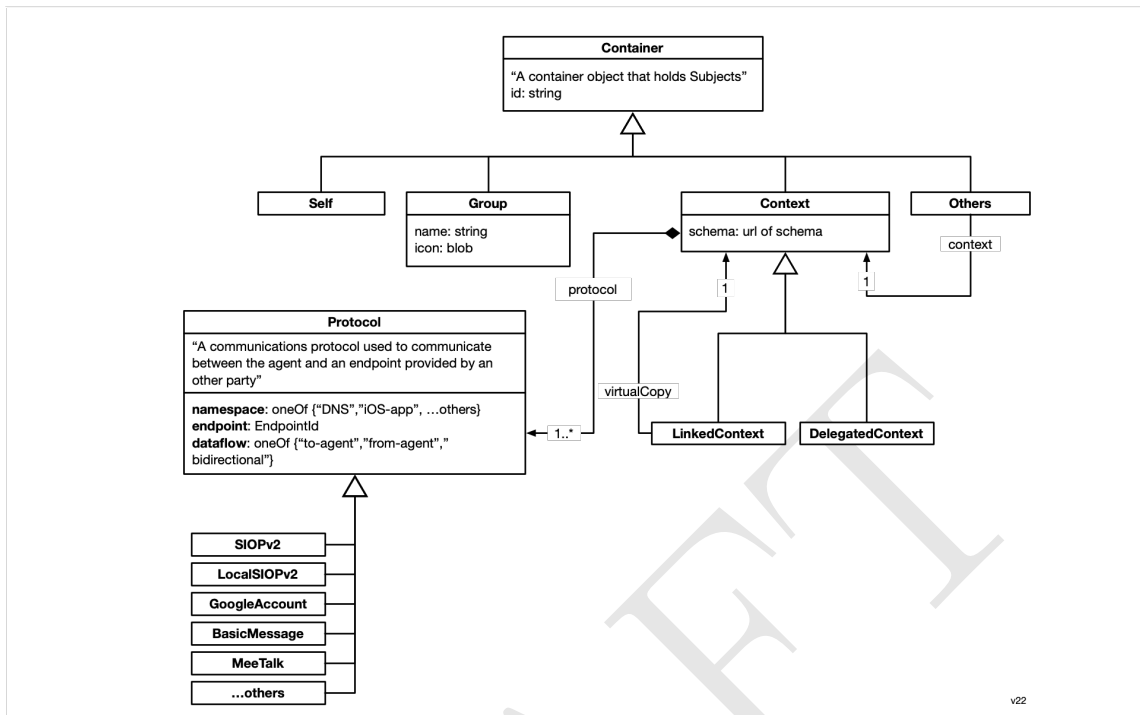 Container
“A container object that holds Subjects”
id: string
Self
Group
name: string
icon: blob
Context
schema: url of schema
Others
context
protocol
1
1
Protocol
“A communications protocol used to communicate
between the agent and an endpoint provided by an
other party”
namespace: oneOf {“DNS”,”iOS-app”, …others}
endpoint: EndpointId
dataflow: oneOf {“to-agent”,”from-agent”,”
bidirectional”}
virtualCopy
1..*
LinkedContext
DelegatedContext
SIOPv2
LocalSIOPv2
GoogleAccount
BasicMessage
MeeTalk
…others
v22